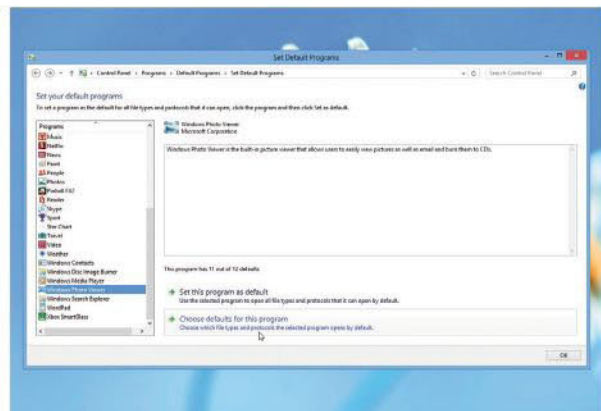 Set Default Programs
Control Panel › Programs › Default Programs › Set Default Programs
Search Control Panel
Set your default programs
To set a program as the default for all file types and protocols that it can open, click the program and then click Set as default.
Programs
Music
Netflix
News
Paint
People
Photos
Pinball FX2
Reader
Skype
Sport
Star Chart
Travel
Video
Weather
Windows Contacts
Windows Disc Image Burner
Windows Media Player
Windows Photo Viewer
Windows Search Explorer
WordPad
Xbox SmartGlass
Windows Photo Viewer
Microsoft Corporation
Windows Photo Viewer is the built-in picture viewer that allows users to easily view pictures as well as email and burn them to CDs.
This program has 11 out of 12 defaults
Set this program as default
Use the selected program to open all file types and protocols that it can open by default.
Choose defaults for this program
Choose which file types and protocols the selected program opens by default.
OK